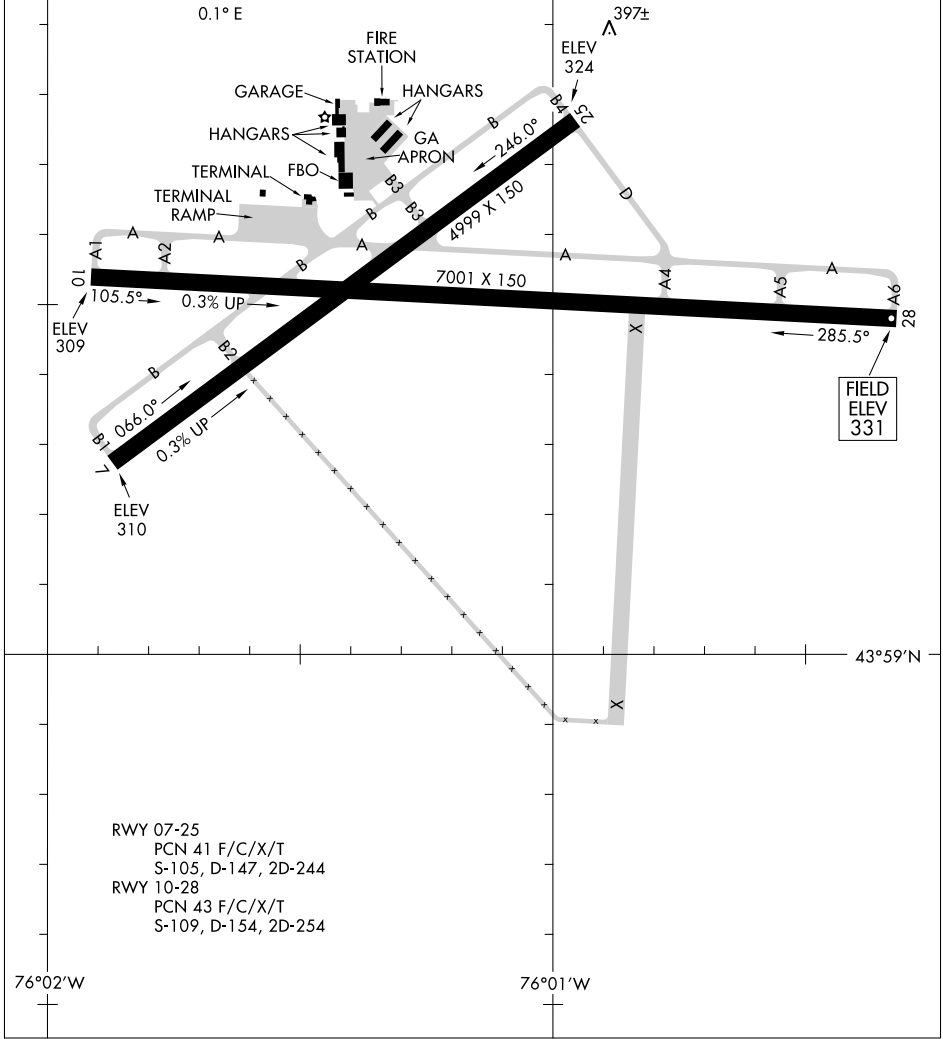 0.1° E
397±
FIRE
STATION
ELEV
324
GARAGE
HANGARS
B4
25
HANGARS
B
246.0°
GA
APRON
TERMINAL
FBO
B3
D
TERMINAL
RAMP
B
B3
4999 X 150
A1
A
A2
A
A
B
A
A
10
7001 X 150
A4
A5
A6
28
105.5°
0.3% UP
285.5°
ELEV
309
X
B2
B
066.0°
0.3% UP
FIELD
ELEV
331
B1
7
ELEV
310
43°59'N
X
x x
RWY 07-25
PCN 41 F/C/X/T
S-105, D-147, 2D-244
RWY 10-28
PCN 43 F/C/X/T
S-109, D-154, 2D-254
76°02'W
76°01'W